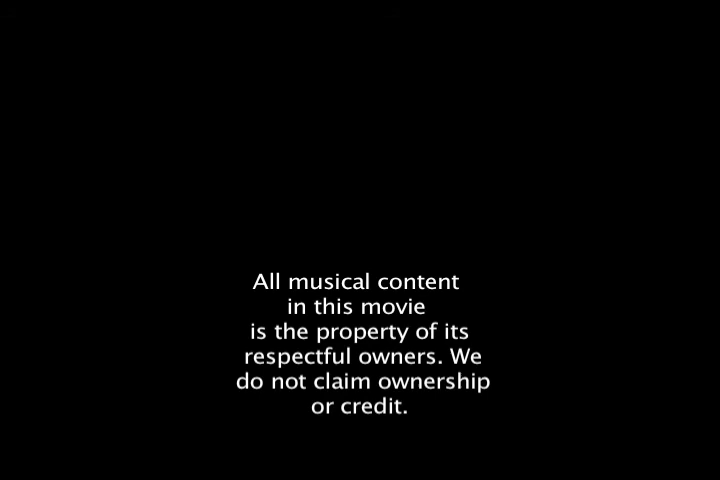 All musical content
in this movie
is the property of its
respectful owners. We
do not claim ownership
or credit.